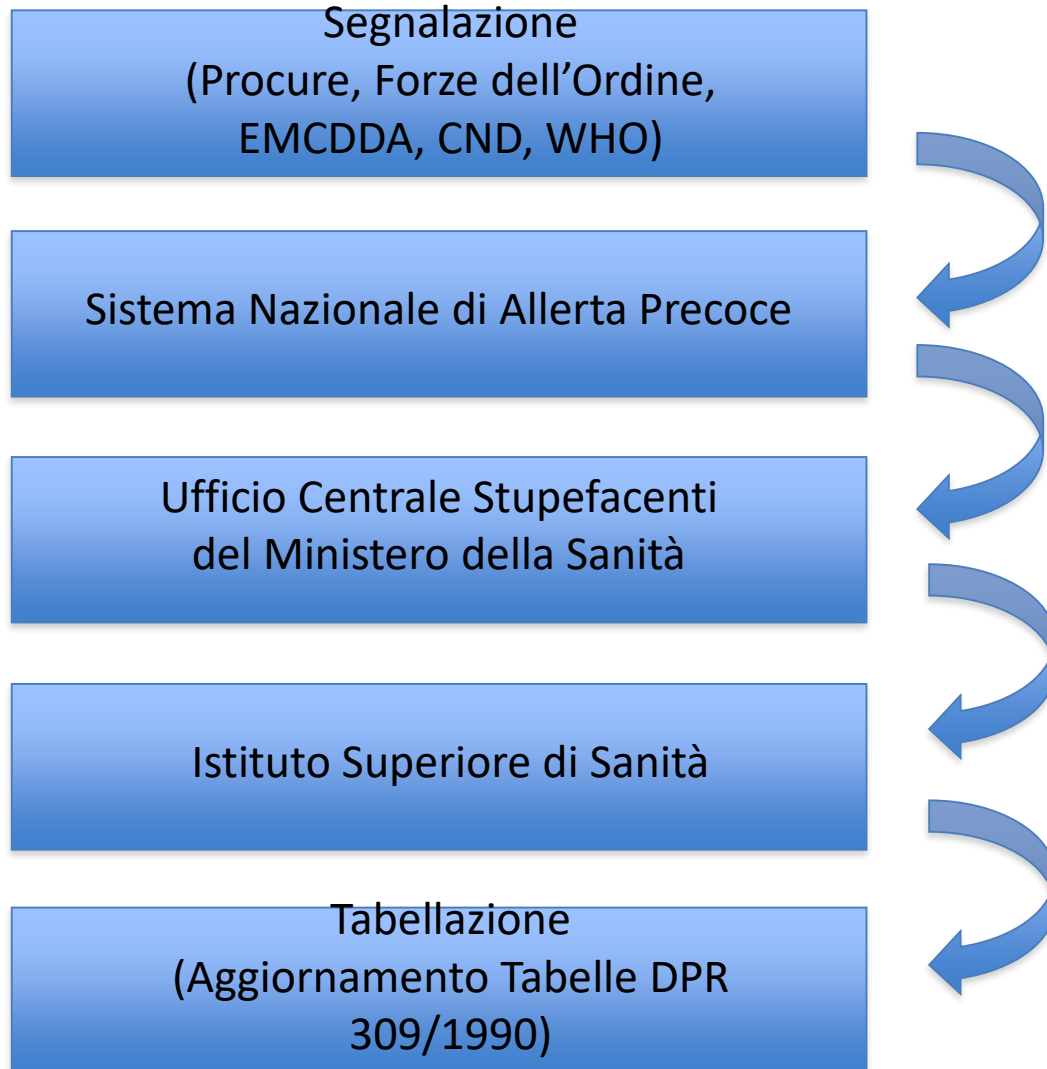 Segnalazione
(Procure, Forze dell’Ordine,
EMCDDA, CND, WHO)
Sistema Nazionale di Allerta Precoce
Ufficio Centrale Stupefacenti
del Ministero della Sanità
Istituto Superiore di Sanità
Tabellazione
(Aggiornamento Tabelle DPR
309/1990)